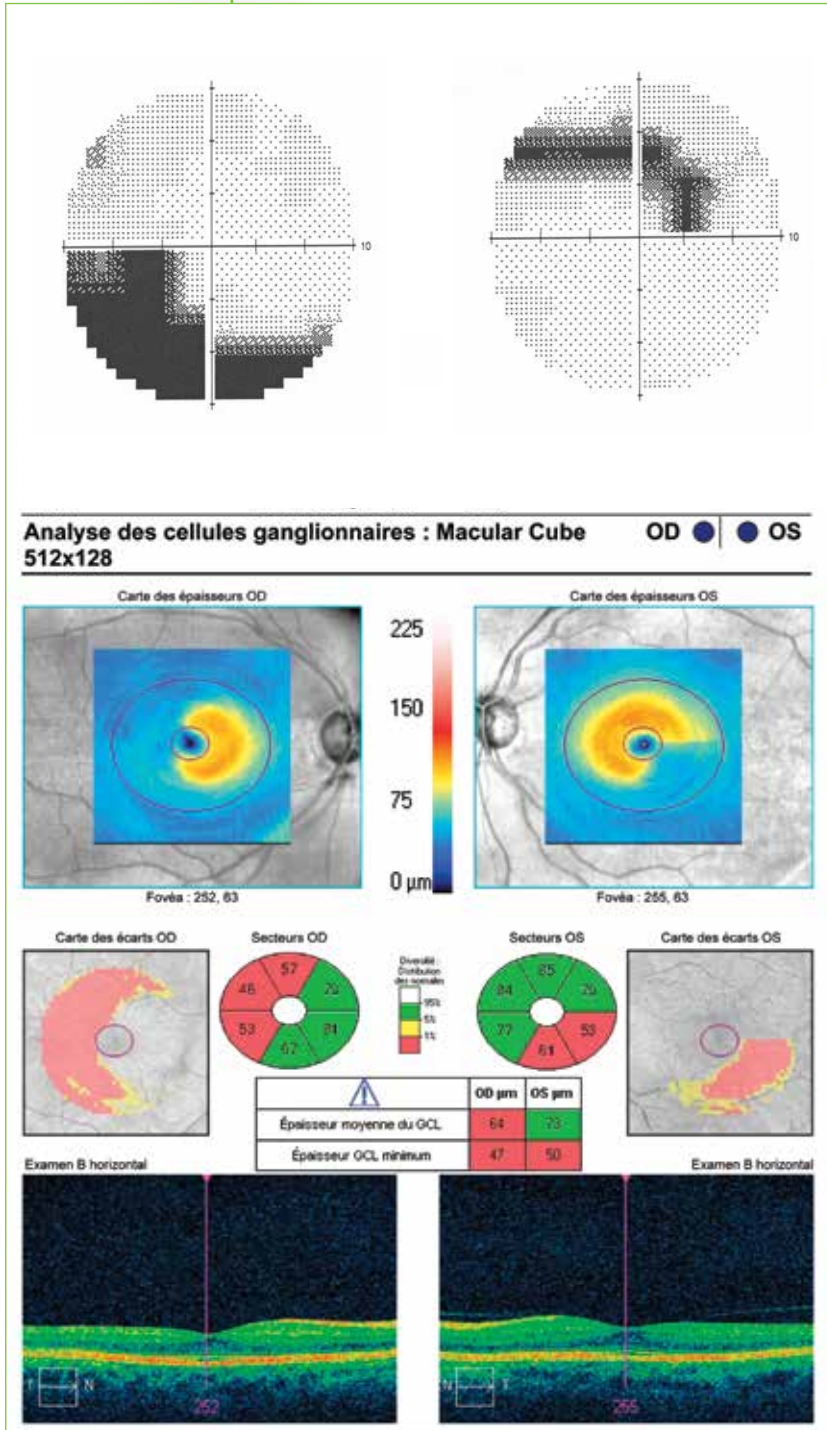 10
10
Analyse des cellules ganglionnaires : Macular Cube 512x128
OD OS
Carte des épaisseurs OD
Carte des épaisseurs OS
225
150
75
0 µm
Fovéa : 252, 63
Fovéa : 255, 63
Carte des écarts OD
Secteurs OD
Secteurs OS
Carte des écarts OS
Diversifié :
Distribution
des normales
95%
5%
1%
57
46
53
67
81
85
84
77
61
53
OD µm OS µm
Épaisseur moyenne du GCL 64 73
Épaisseur GCL minimum 47 50
Examen B horizontal
Examen B horizontal
T N
252
N T
255